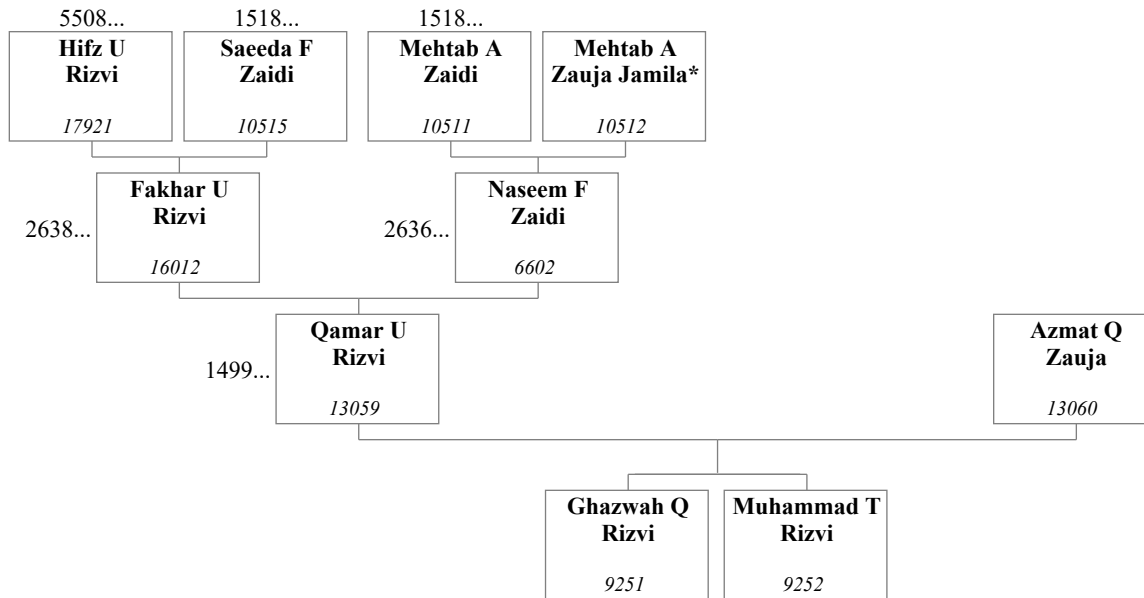 5508...
1518...
1518...
Hifz U
Rizvi
17921
Saeeda F
Zaidi
10515
Mehtab A
Zaidi
10511
Mehtab A
Zauja Jamila*
10512
2638...
Fakhar U
Rizvi
16012
2636...
Naseem F
Zaidi
6602
1499...
Qamar U
Rizvi
13059
Azmat Q
Zauja
13060
Ghazwah Q
Rizvi
9251
Muhammad T
Rizvi
9252